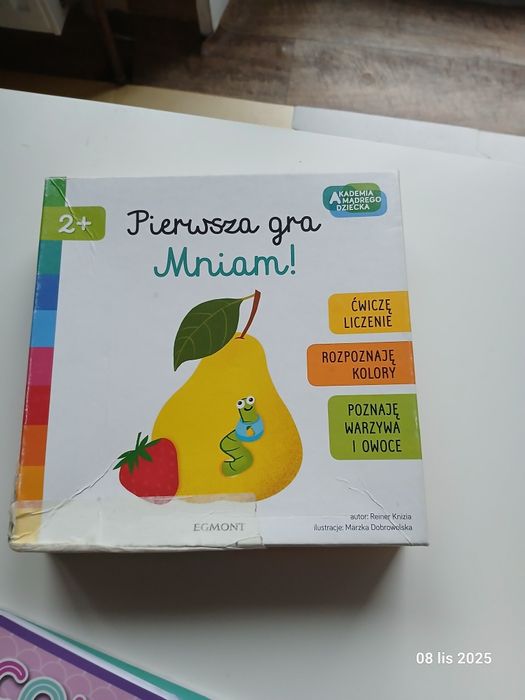 2+
Pierwsza gra
Mniam!
AKADEMIA
MĄDREGO
DZIECKA
ĆWICZĘ
LICZENIE
ROZPOZNAJĘ
KOLORY
POZNAJĘ
WARZYWA
I OWOCE
EGMONT
autor: Reiner Knizia
ilustracje: Marzka Dobrowolska
08 lis 2025